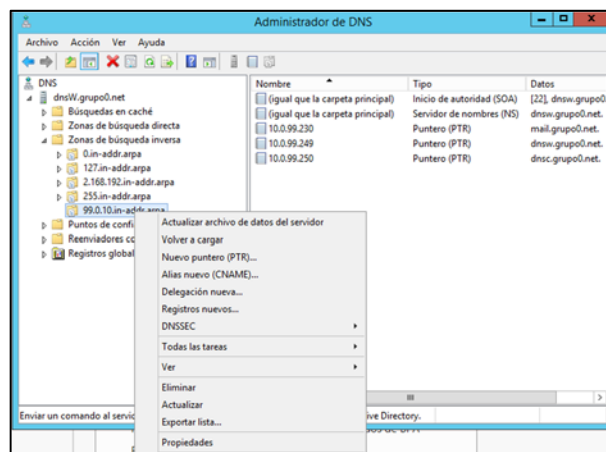 Administrador de DNS
Archivo Acción Ver Ayuda
DNS
dnsW.grupo0.net
Búsquedas en caché
Zonas de búsqueda directa
Zonas de búsqueda inversa
0.in-addr.arpa
127.in-addr.arpa
2.168.192.in-addr.arpa
255.in-addr.arpa
99.0.10.in-addr.arpa
Puntos de confi
Reenviadores co
Registros global
Nombre Tipo Datos
(igual que la carpeta principal) Inicio de autoridad (SOA) [22], dnsw.grupo0
(igual que la carpeta principal) Servidor de nombres (NS) dnsw.grupo0.net.
10.0.99.230 Puntero (PTR) mail.grupo0.net.
10.0.99.249 Puntero (PTR) dnsw.grupo0.net.
10.0.99.250 Puntero (PTR) dnsc.grupo0.net.
Actualizar archivo de datos del servidor
Volver a cargar
Nuevo puntero (PTR)...
Alias nuevo (CNAME)...
Delegación nueva...
Registros nuevos...
DNSSEC
Todas las tareas
Ver
Eliminar
Actualizar
Exportar lista...
Propiedades
Enviar un comando al servic ive Directory.